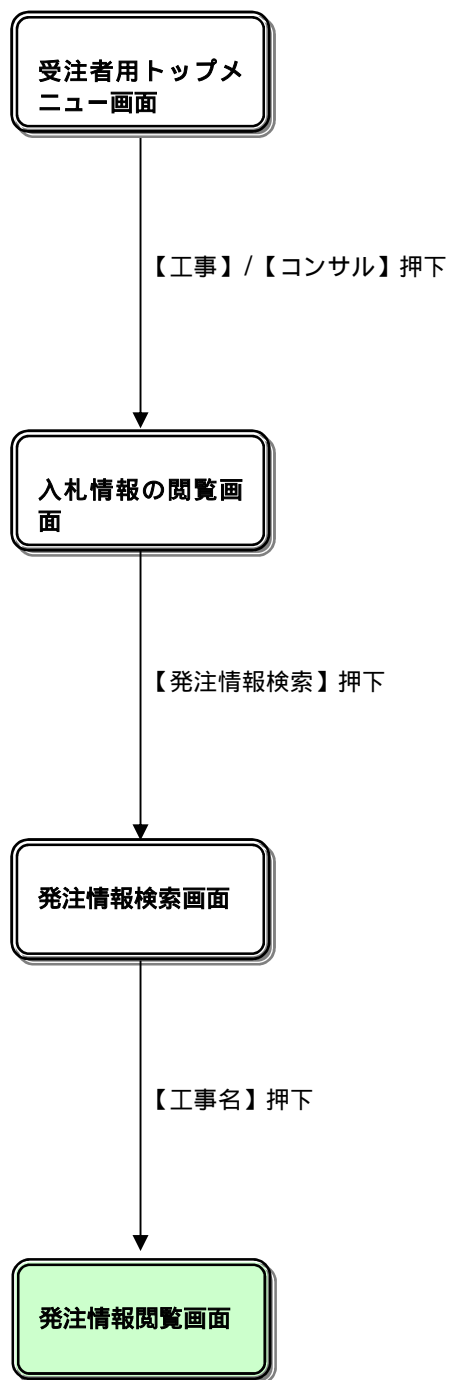 受注者用トップメ
ニュー画面
【工事】/【コンサル】押下
入札情報の閲覧画
面
【発注情報検索】押下
発注情報検索画面
【工事名】押下
発注情報閲覧画面